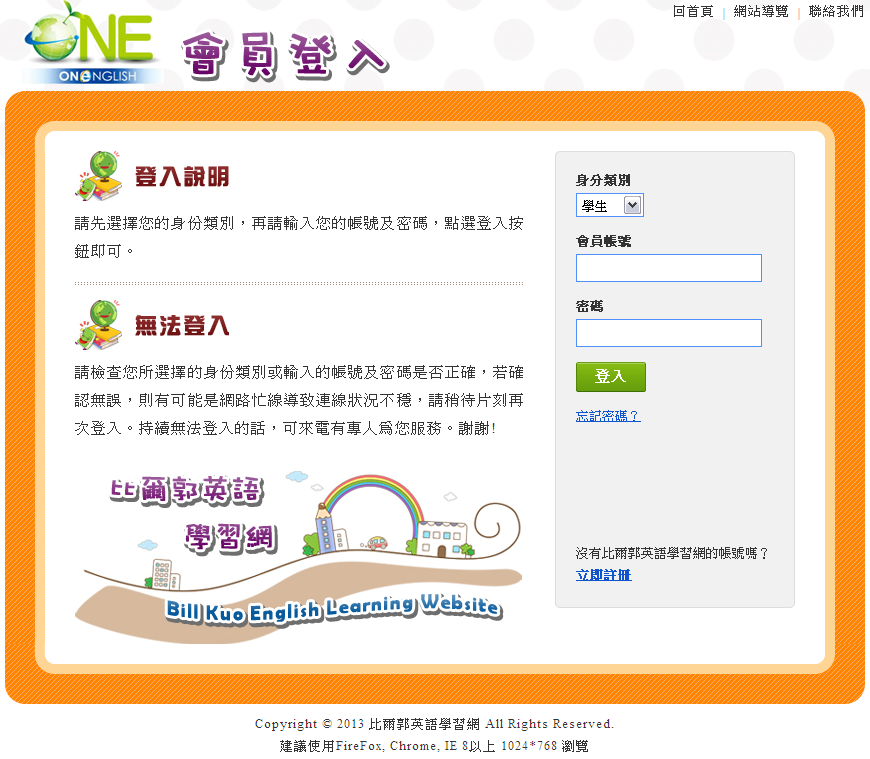 回首頁 | 網站導覽 | 聯絡我們
ONE
ONENGLISH
會員登入
登入說明
請先選擇您的身份類別，再請輸入您的帳號及密碼，點選登入按
鈕即可。
無法登入
請檢查您所選擇的身份類別或輸入的帳號及密碼是否正確，若確
認無誤，則有可能是網路忙線導致連線狀況不穩，請稍待片刻再
次登入。持續無法登入的話，可來電有專人為您服務。謝謝!
比爾郭英語
學習網
Bill Kuo English Learning Website
身分類別
學生
會員帳號
密碼
登入
忘記密碼？
沒有比爾郭英語學習網的帳號嗎？
立即註冊
Copyright © 2013 比爾郭英語學習網 All Rights Reserved.
建議使用FireFox, Chrome, IE 8以上 1024*768 瀏覽